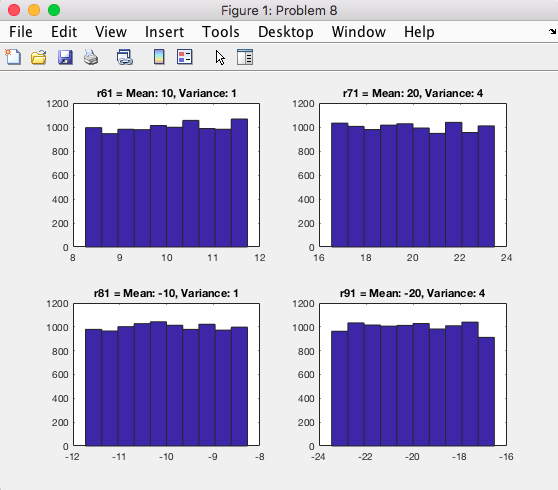 Figure 1: Problem 8
File Edit View Insert Tools Desktop Window Help
r61 = Mean: 10, Variance: 1
1200
1000
800
600
400
200
0
8 9 10 11 12
r71 = Mean: 20, Variance: 4
1200
1000
800
600
400
200
0
16 18 20 22 24
r81 = Mean: -10, Variance: 1
1200
1000
800
600
400
200
0
-12 -11 -10 -9 -8
r91 = Mean: -20, Variance: 4
1200
1000
800
600
400
200
0
-24 -22 -20 -18 -16